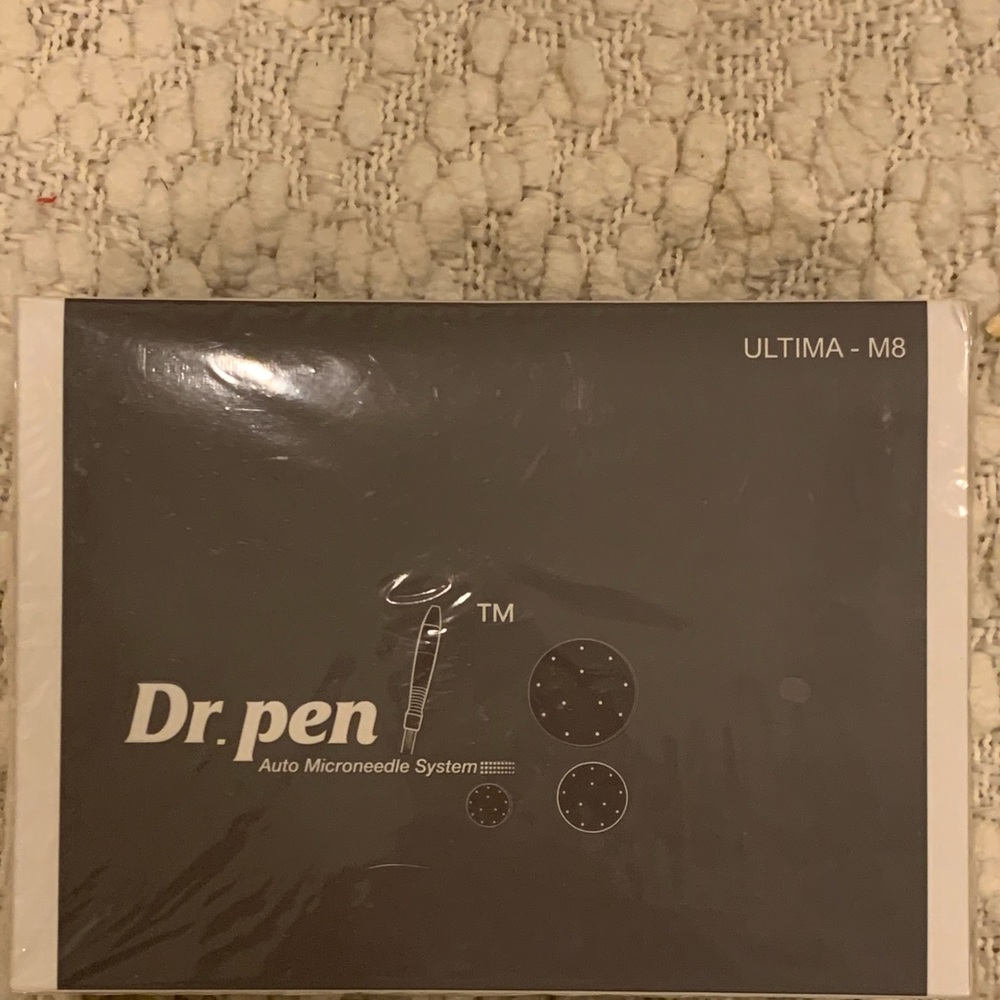 ULTIMA - M8
TM
Dr. pen
Auto Microneedle System